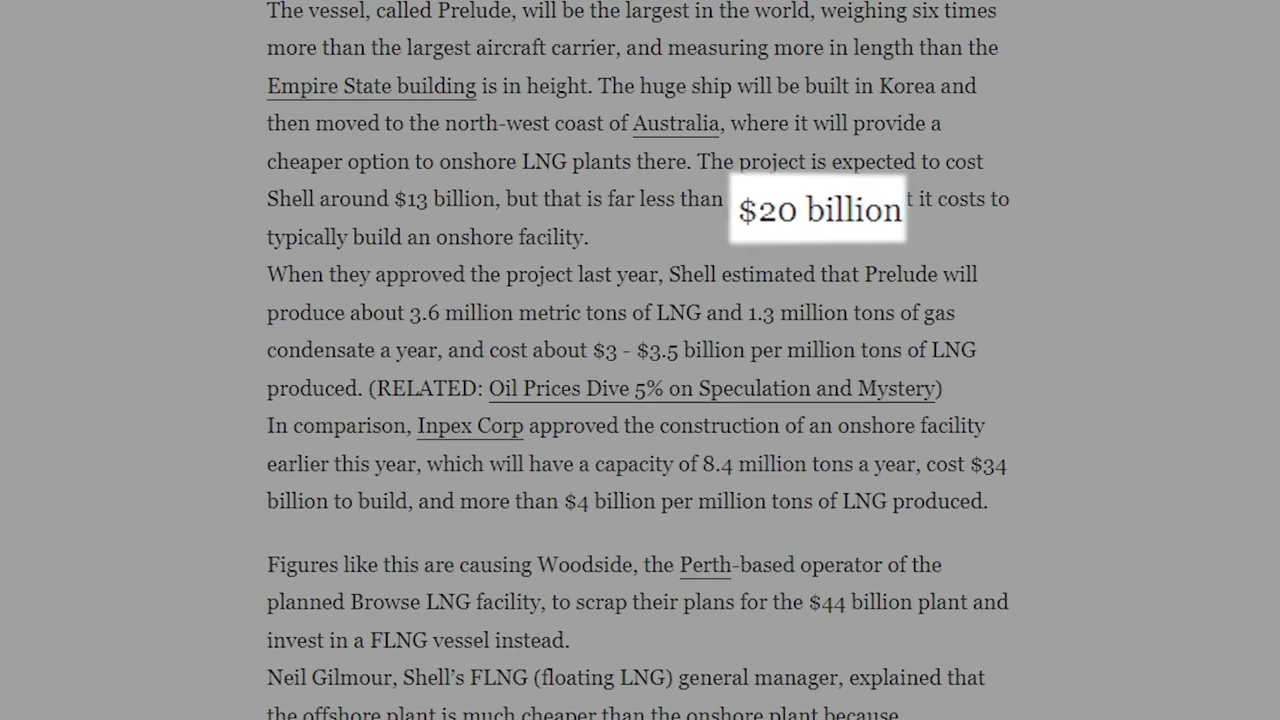 The vessel, called Prelude, will be the largest in the world, weighing six times
more than the largest aircraft carrier, and measuring more in length than the
Empire State building is in height. The huge ship will be built in Korea and
then moved to the north-west coast of Australia, where it will provide a
cheaper option to onshore LNG plants there. The project is expected to cost
Shell around $13 billion, but that is far less than $20 billion t it costs to
typically build an onshore facility.
When they approved the project last year, Shell estimated that Prelude will
produce about 3.6 million metric tons of LNG and 1.3 million tons of gas
condensate a year, and cost about $3 - $3.5 billion per million tons of LNG
produced. (RELATED: Oil Prices Dive 5% on Speculation and Mystery)
In comparison, Inpex Corp approved the construction of an onshore facility
earlier this year, which will have a capacity of 8.4 million tons a year, cost $34
billion to build, and more than $4 billion per million tons of LNG produced.
Figures like this are causing Woodside, the Perth-based operator of the
planned Browse LNG facility, to scrap their plans for the $44 billion plant and
invest in a FLNG vessel instead.
Neil Gilmour, Shell’s FLNG (floating LNG) general manager, explained that
the offshore plant is much cheaper than the onshore plant because